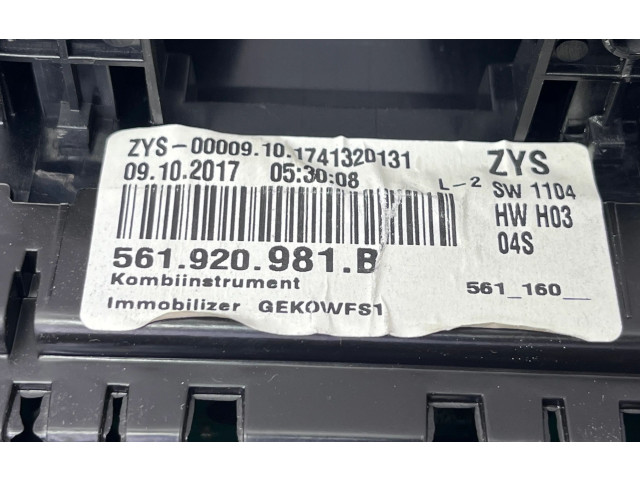 ZYS-00009.10.1741320131
09.10.2017 05:30:08
L-2
ZYS
SW 1104
HW H03
04S
561.920.981.B
Kombiinstrument
561_160__
Immobilizer GEKOWFS1